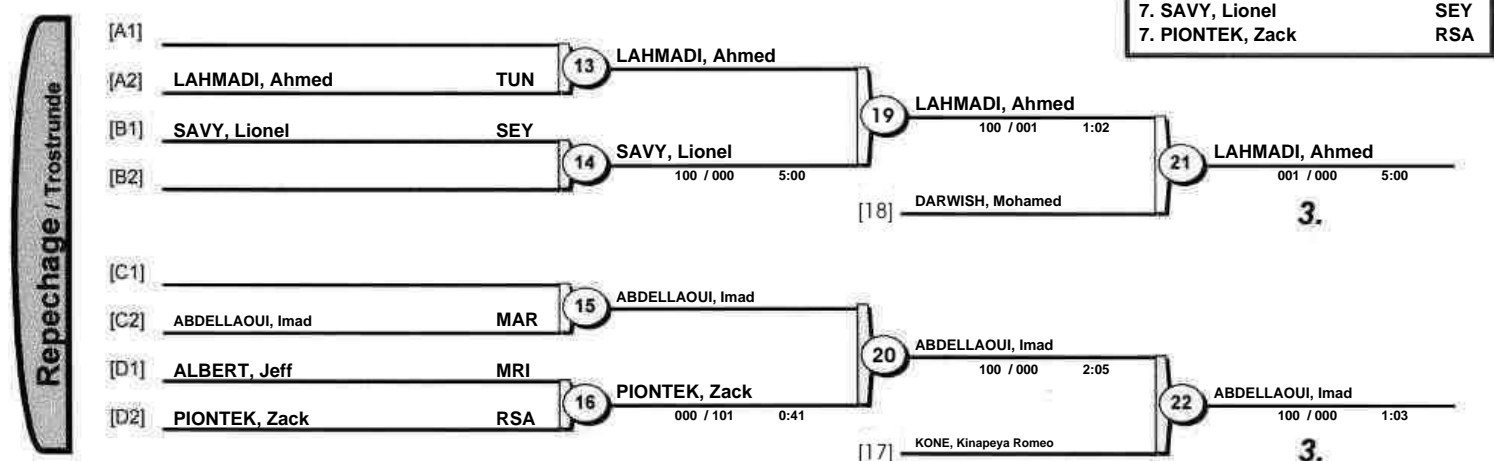 7. SAVY, Lionel SEY
7. PIONTEK, Zack RSA
Repechage / Trostrunde
[A1]
[A2] LAHMADI, Ahmed TUN
13 LAHMADI, Ahmed
[B1] SAVY, Lionel SEY
[B2]
14 SAVY, Lionel
100 / 000 5:00
19 LAHMADI, Ahmed
100 / 001 1:02
[18] DARWISH, Mohamed
21 LAHMADI, Ahmed
001 / 000 5:00
3.
[C1]
[C2] ABDELLAOUI, Imad MAR
15 ABDELLAOUI, Imad
[D1] ALBERT, Jeff MRI
[D2] PIONTEK, Zack RSA
16 PIONTEK, Zack
000 / 101 0:41
20 ABDELLAOUI, Imad
100 / 000 2:05
[17] KONE, Kinapeya Romeo
22 ABDELLAOUI, Imad
100 / 000 1:03
3.